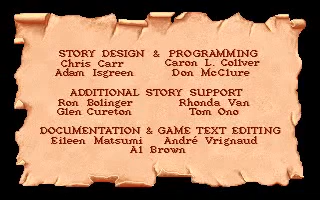 STORY DESIGN & PROGRAMMING
Chris Carr Caron L. Collver
Adam Isgreen Don McClure
ADDITIONAL STORY SUPPORT
Ron Bolinger Rhonda Van
Glen Cureton Tom Ono
DOCUMENTATION & GAME TEXT EDITING
Eileen Matsumi André Vrignaud
Al Brown